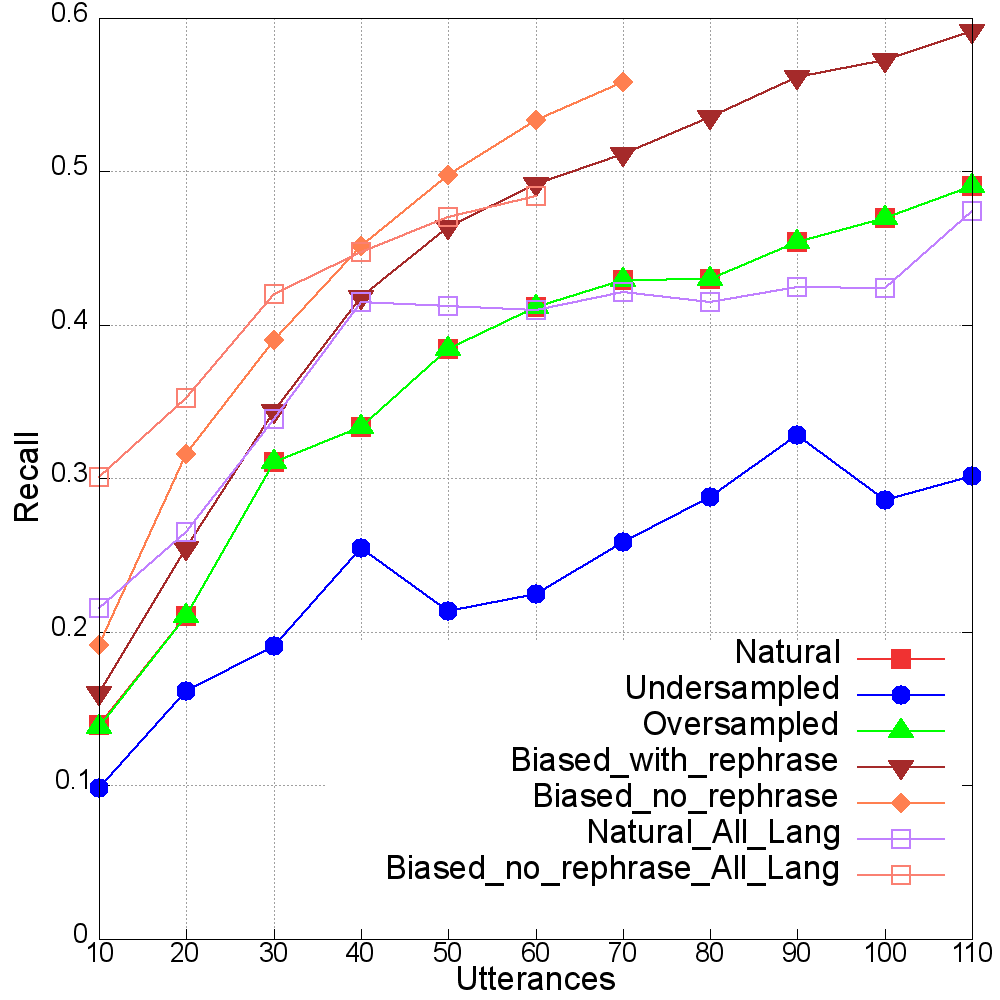 0.6
0.5
0.4
0.3
0.2
0.1
0
Recall
Natural
Undersampled
Oversampled
Biased_with_rephrase
Biased_no_rephrase
Natural_All_Lang
Biased_no_rephrase_All_Lang
10 20 30 40 50 60 70 80 90 100 110
Utterances